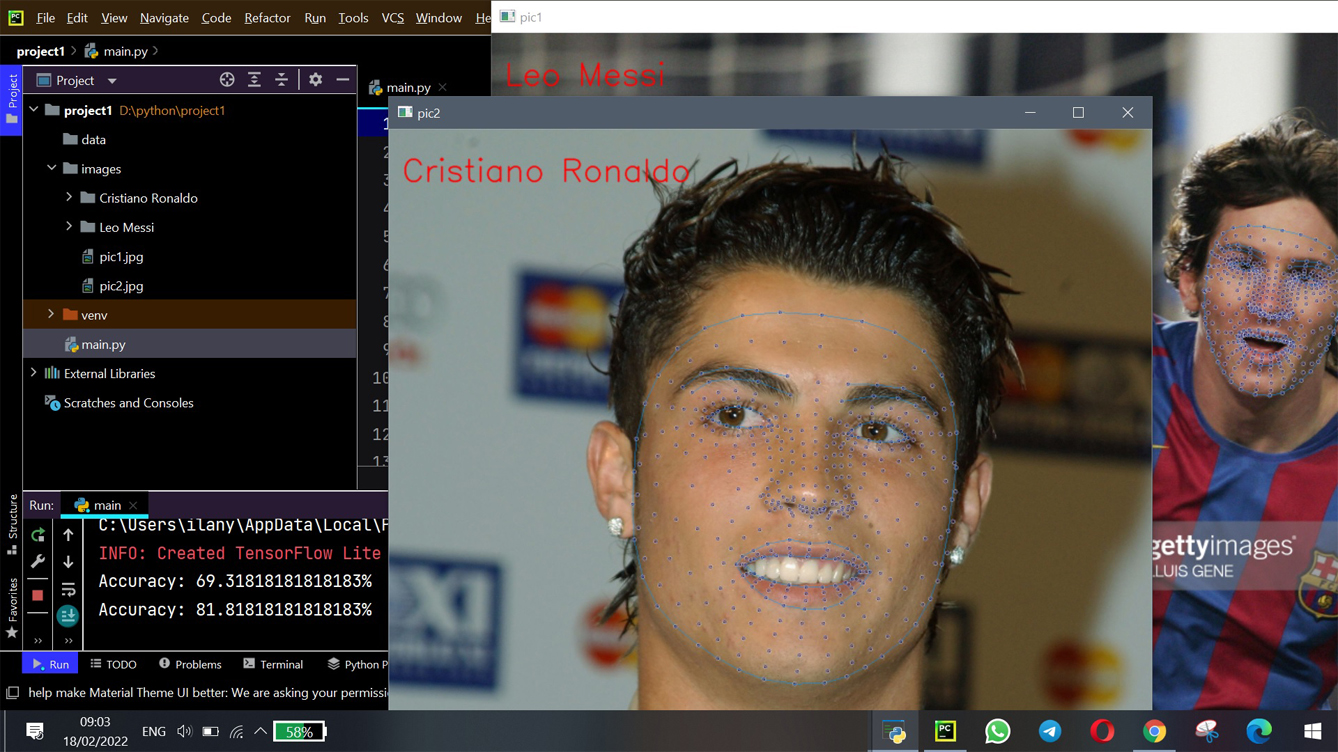 File Edit View Navigate Code Refactor Run Tools VCS Window He
pic1
project1 > main.py >
Leo Messi
Project
main.py
pic2
Project
project1 D:\python\project1
data
images
Cristiano Ronaldo
Leo Messi
pic1.jpg
pic2.jpg
venv
main.py
External Libraries
Scratches and Consoles
1
2
3
4
5
6
7
8
9
10
11
12
13
Cristiano Ronaldo
MasterCard
gettyimages®
LLUIS GENE
Structure
Favorites
Run: main
C:\Users\ilany\AppData\Local\P
INFO: Created TensorFlow Lite
Accuracy: 69.31818181818183%
Accuracy: 81.81818181818183%
Run TODO Problems Terminal Python P
help make Material Theme UI better: We are asking your permissi
09:03
18/02/2022
ENG
58%